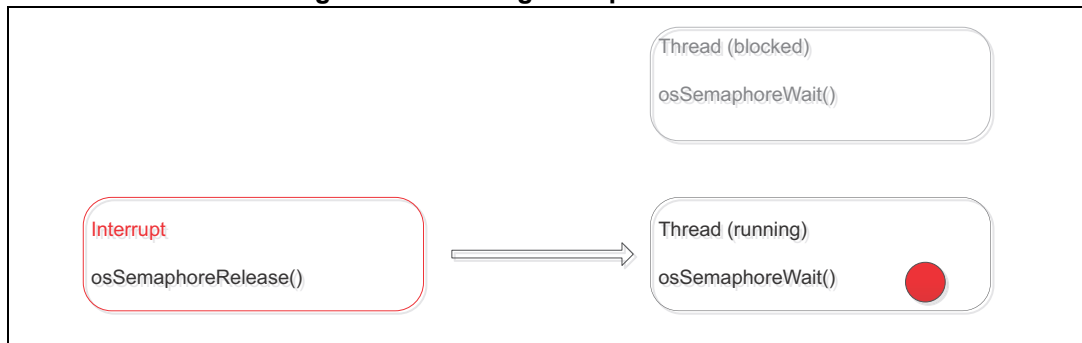 Thread (blocked)
osSemaphoreWait()
Interrupt
osSemaphoreRelease()
Thread (running)
osSemaphoreWait()